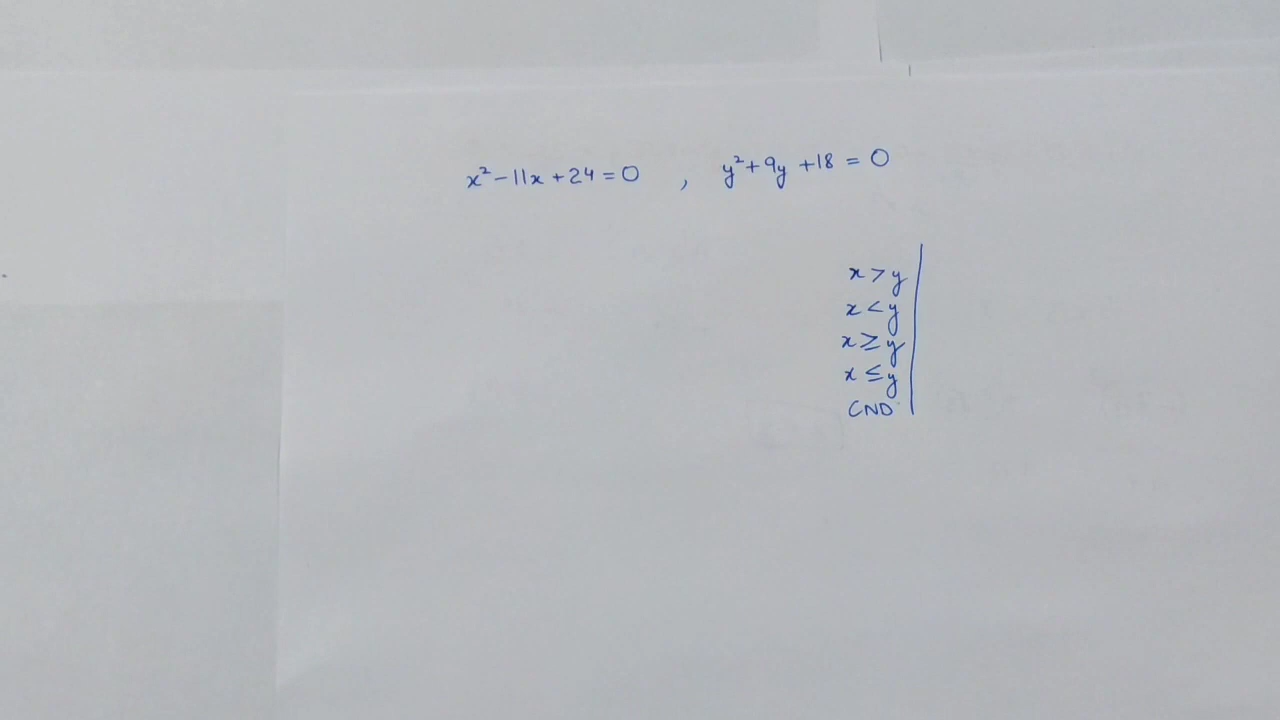 x² - 11x + 24 = 0 , y² + 9y + 18 = 0
x > y
x < y
x ≥ y
x ≤ y
CND